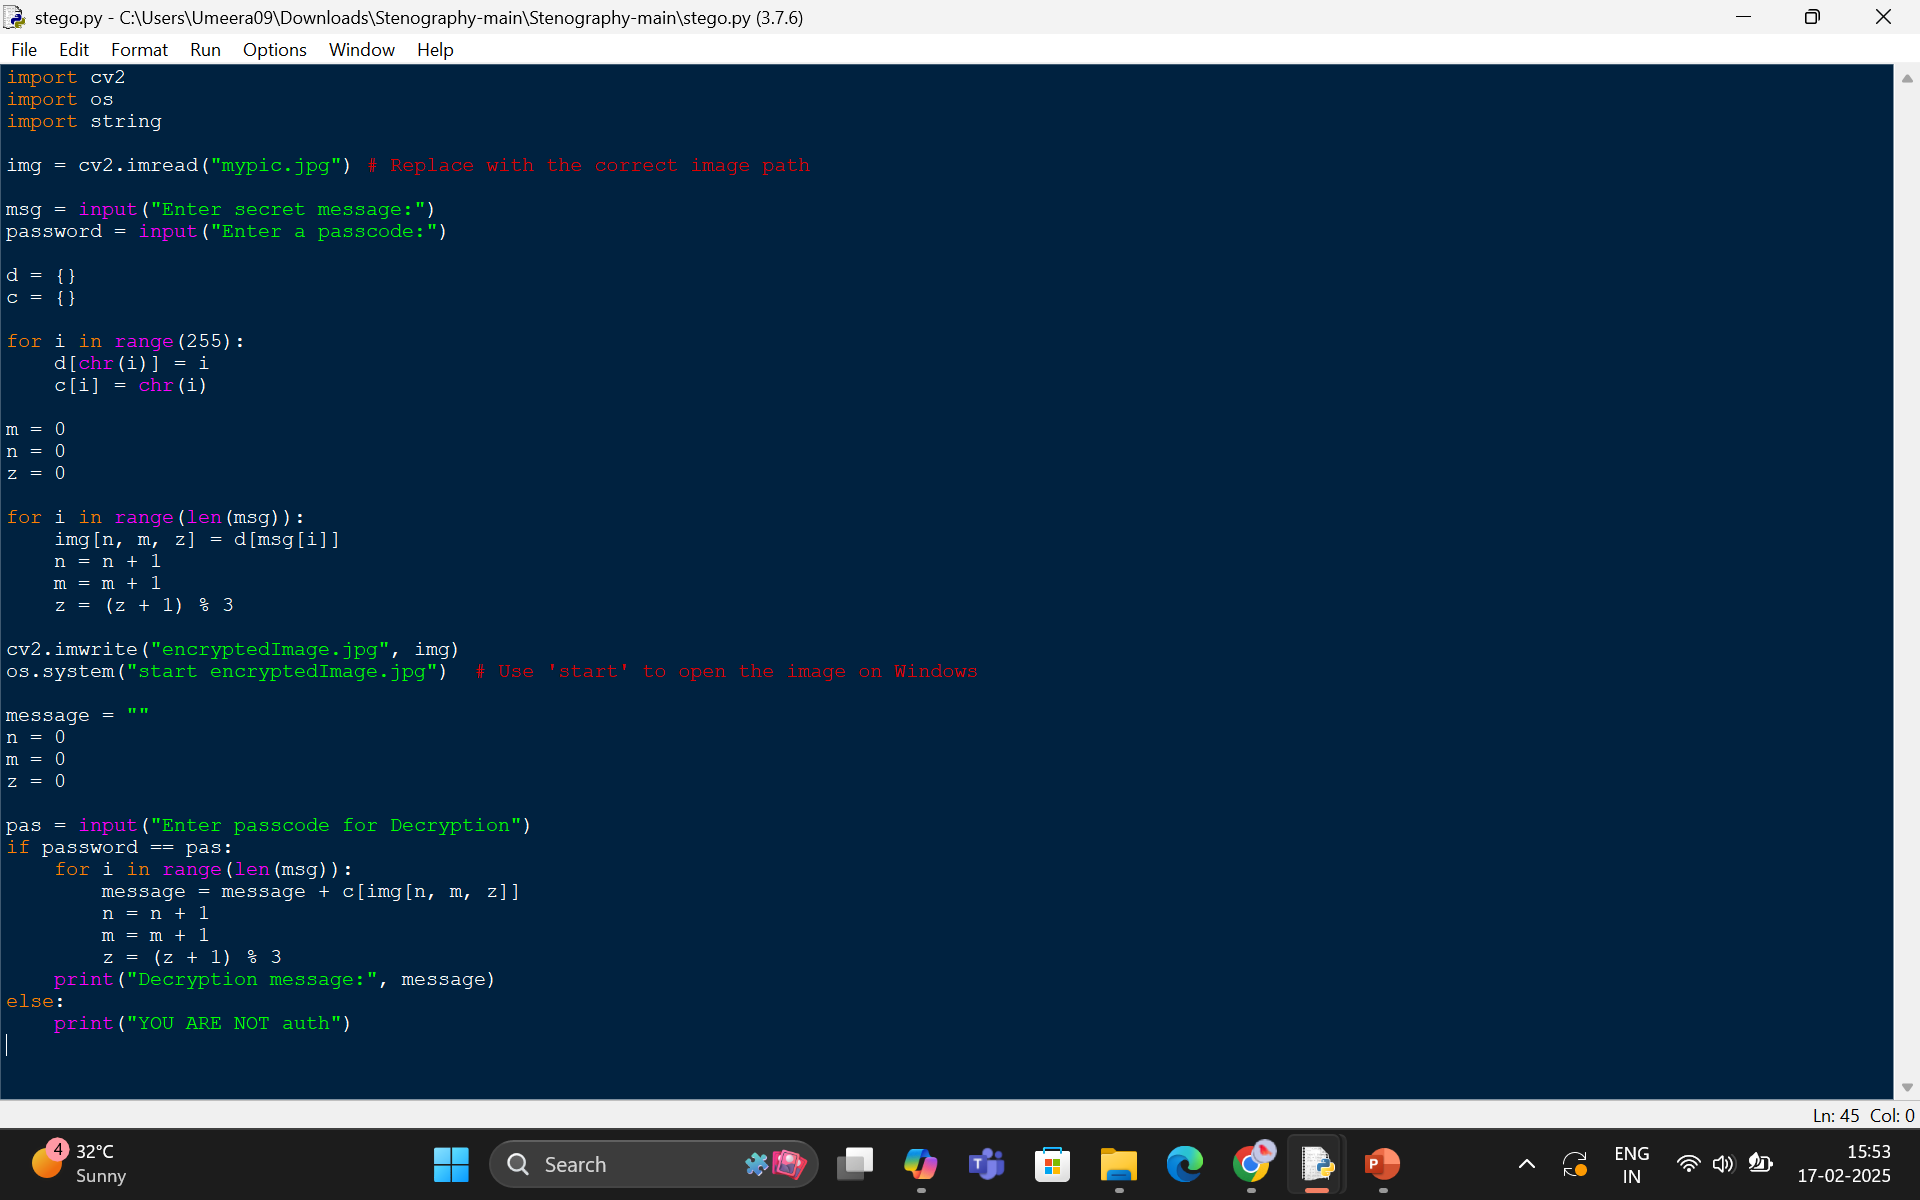 stego.py - C:\Users\Umeera09\Downloads\Stenography-main\Stenography-main\stego.py (3.7.6)
File Edit Format Run Options Window Help
import cv2
import os
import string

img = cv2.imread("mypic.jpg") # Replace with the correct image path

msg = input("Enter secret message:")
password = input("Enter a passcode:")

d = {}
c = {}

for i in range(255):
    d[chr(i)] = i
    c[i] = chr(i)

m = 0
n = 0
z = 0

for i in range(len(msg)):
    img[n, m, z] = d[msg[i]]
    n = n + 1
    m = m + 1
    z = (z + 1) % 3

cv2.imwrite("encryptedImage.jpg", img)
os.system("start encryptedImage.jpg")  # Use 'start' to open the image on Windows

message = ""
n = 0
m = 0
z = 0

pas = input("Enter passcode for Decryption")
if password == pas:
    for i in range(len(msg)):
        message = message + c[img[n, m, z]]
        n = n + 1
        m = m + 1
        z = (z + 1) % 3
    print("Decryption message:", message)
else:
    print("YOU ARE NOT auth")
Ln: 45 Col: 0
4
32°C
Sunny
Search
ENG
IN
15:53
17-02-2025